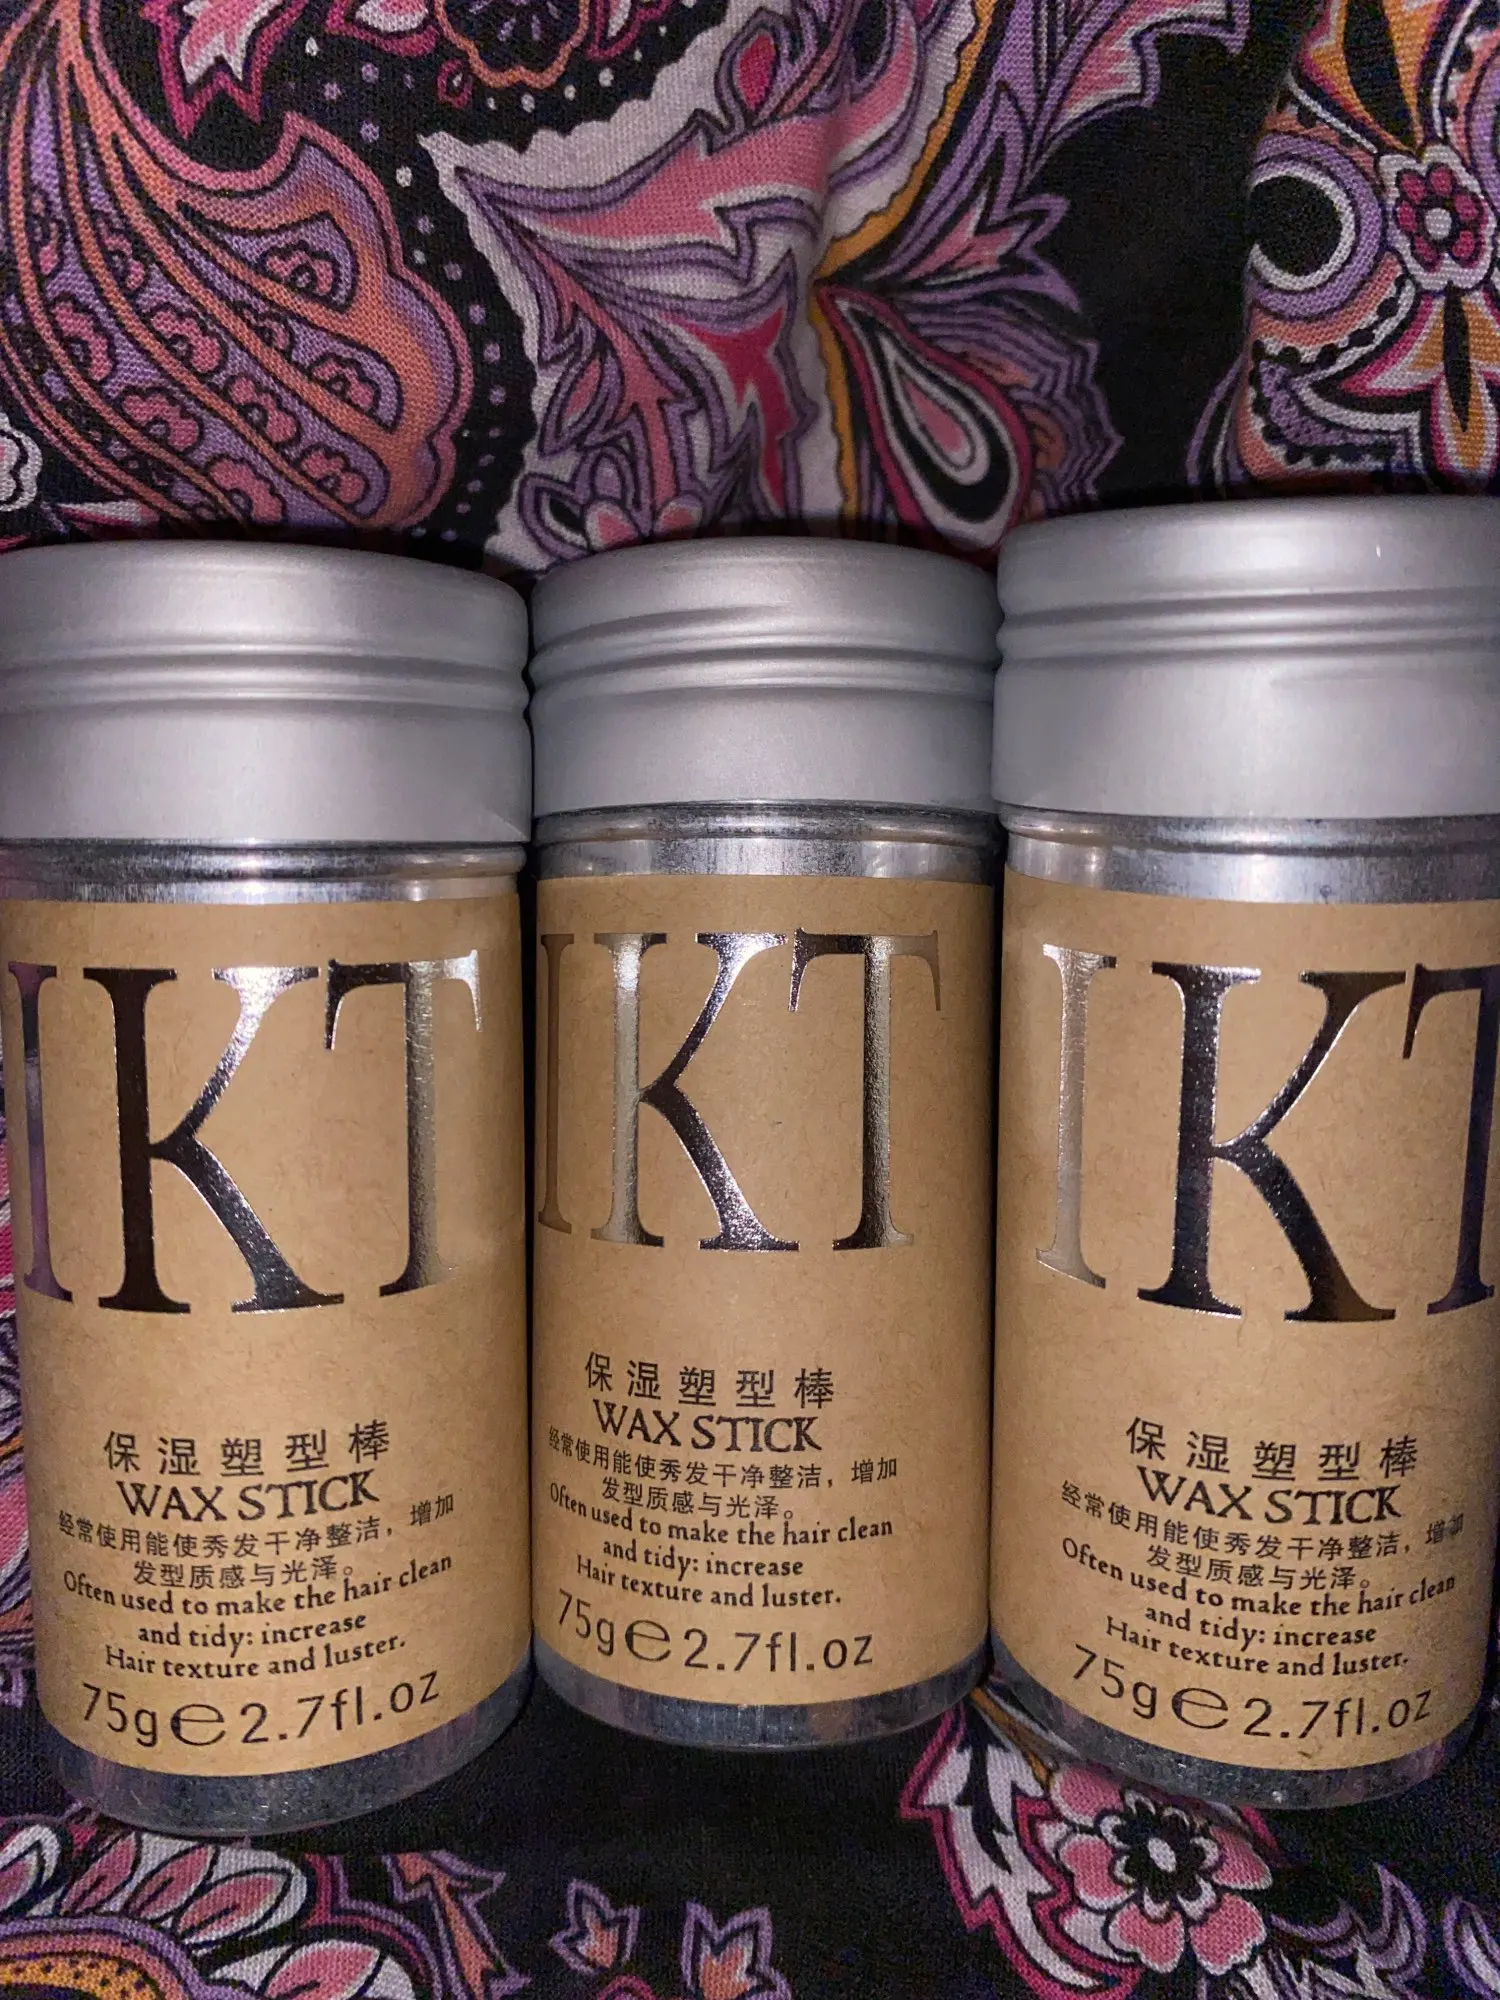 IKT
保湿塑型棒
WAX STICK
经常使用能使秀发干净整洁，增加
发型质感与光泽。
Often used to make the hair clean
and tidy: increase
Hair texture and luster.
75g℮2.7fl.oz
IKT
保湿塑型棒
WAX STICK
经常使用能使秀发干净整洁，增加
发型质感与光泽。
Often used to make the hair clean
and tidy: increase
Hair texture and luster.
75g℮2.7fl.oz
IKT
保湿塑型棒
WAX STICK
经常使用能使秀发干净整洁，增加
发型质感与光泽。
Often used to make the hair clean
and tidy: increase
Hair texture and luster.
75g℮2.7fl.oz